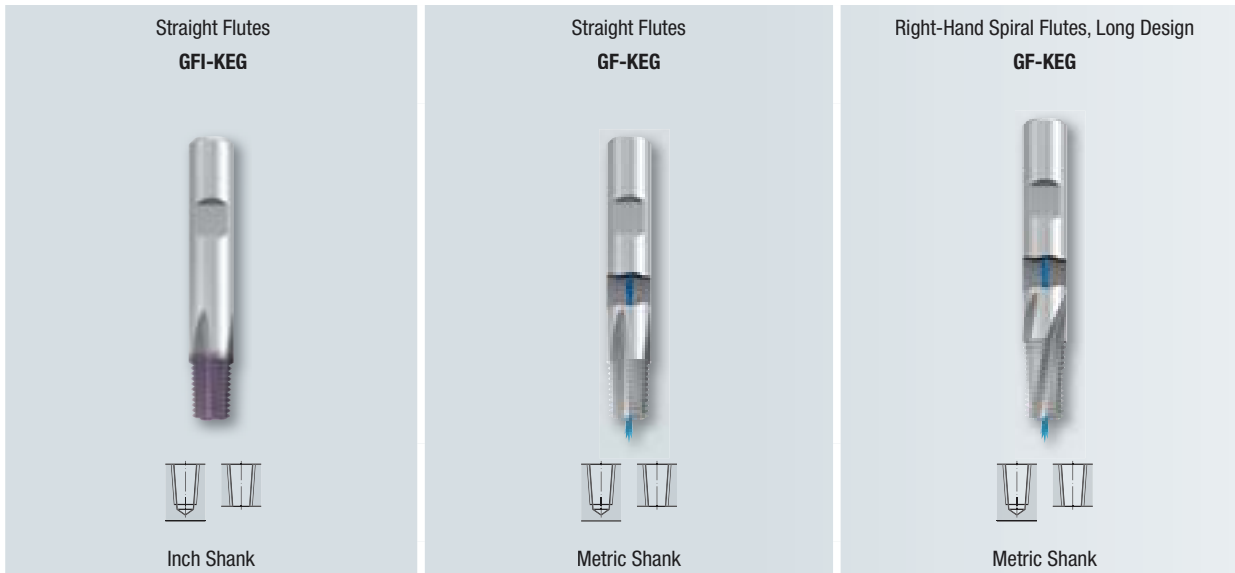 Straight Flutes
GFI-KEG
Inch Shank
Straight Flutes
GF-KEG
Metric Shank
Right-Hand Spiral Flutes, Long Design
GF-KEG
Metric Shank